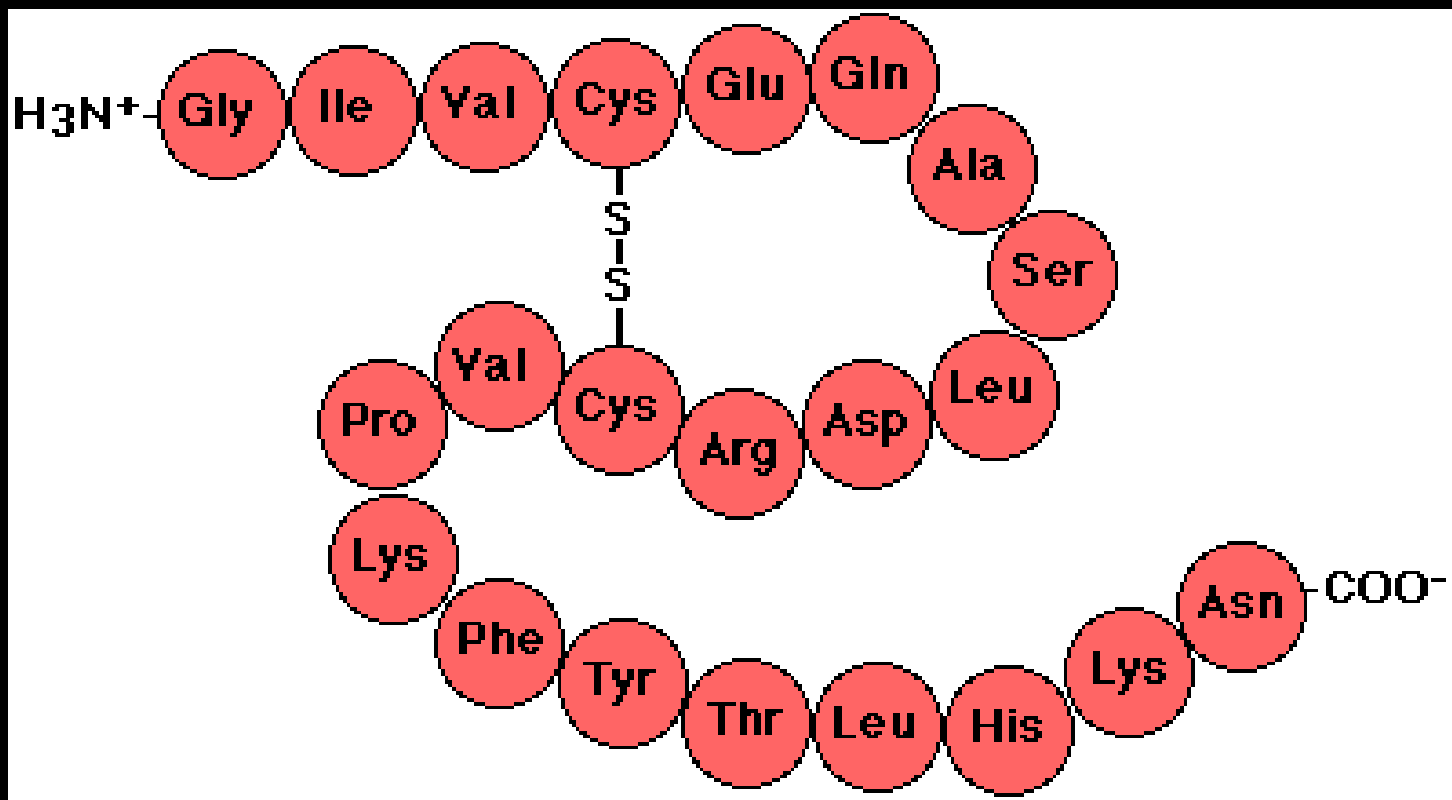 H3N+ Gly Ile Val Cys Glu Gln
Ala
Ser
S
S
Leu
Asp
Arg
Cys
Val
Pro
Lys
Phe
Tyr
Thr
Leu
His
Lys
Asn COO-